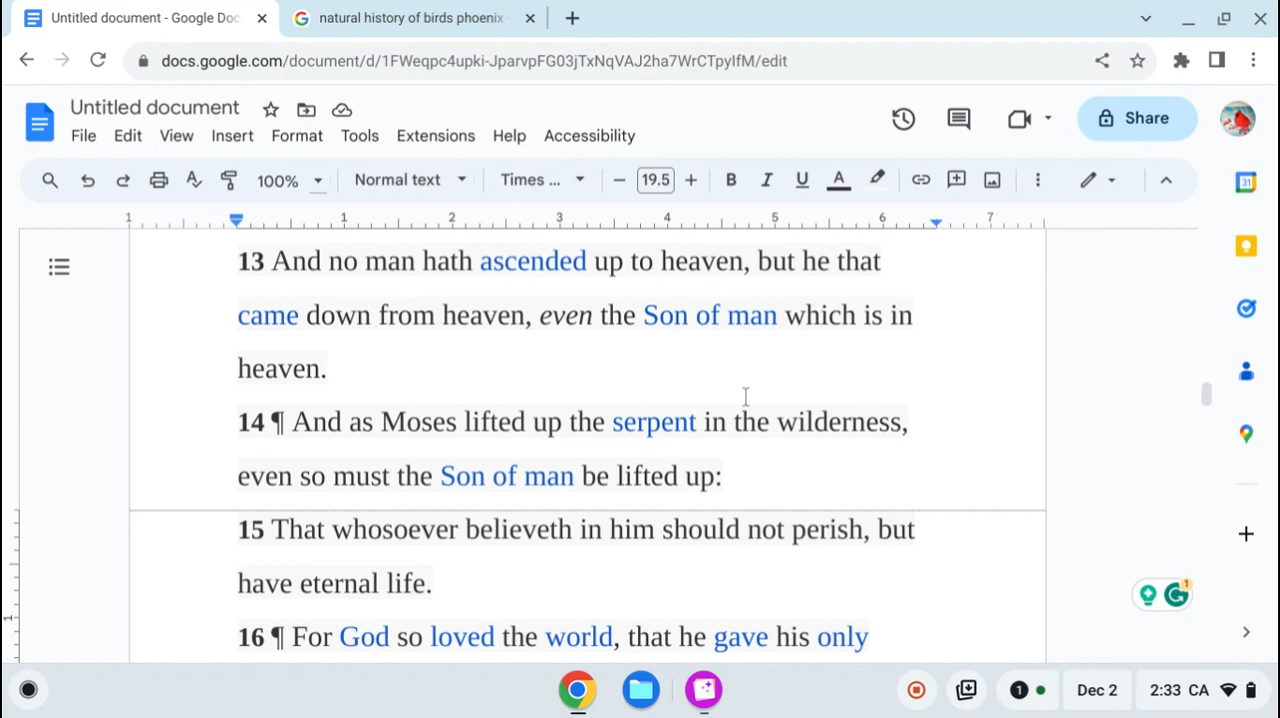 Untitled document - Google Doc
natural history of birds phoenix
docs.google.com/document/d/1FWeqpc4upki-JparvpFG03jTxNqVAJ2ha7WrCTpyIfM/edit
Untitled document
File Edit View Insert Format Tools Extensions Help Accessibility
Share
100% Normal text Times ... 19.5 B I U A
31
1 1 2 3 4 5 6 7
13 And no man hath ascended up to heaven, but he that
came down from heaven, even the Son of man which is in
heaven.
14 ¶ And as Moses lifted up the serpent in the wilderness,
even so must the Son of man be lifted up:
15 That whosoever believeth in him should not perish, but
have eternal life.
1
1
16 ¶ For God so loved the world, that he gave his only
1 Dec 2 2:33 CA